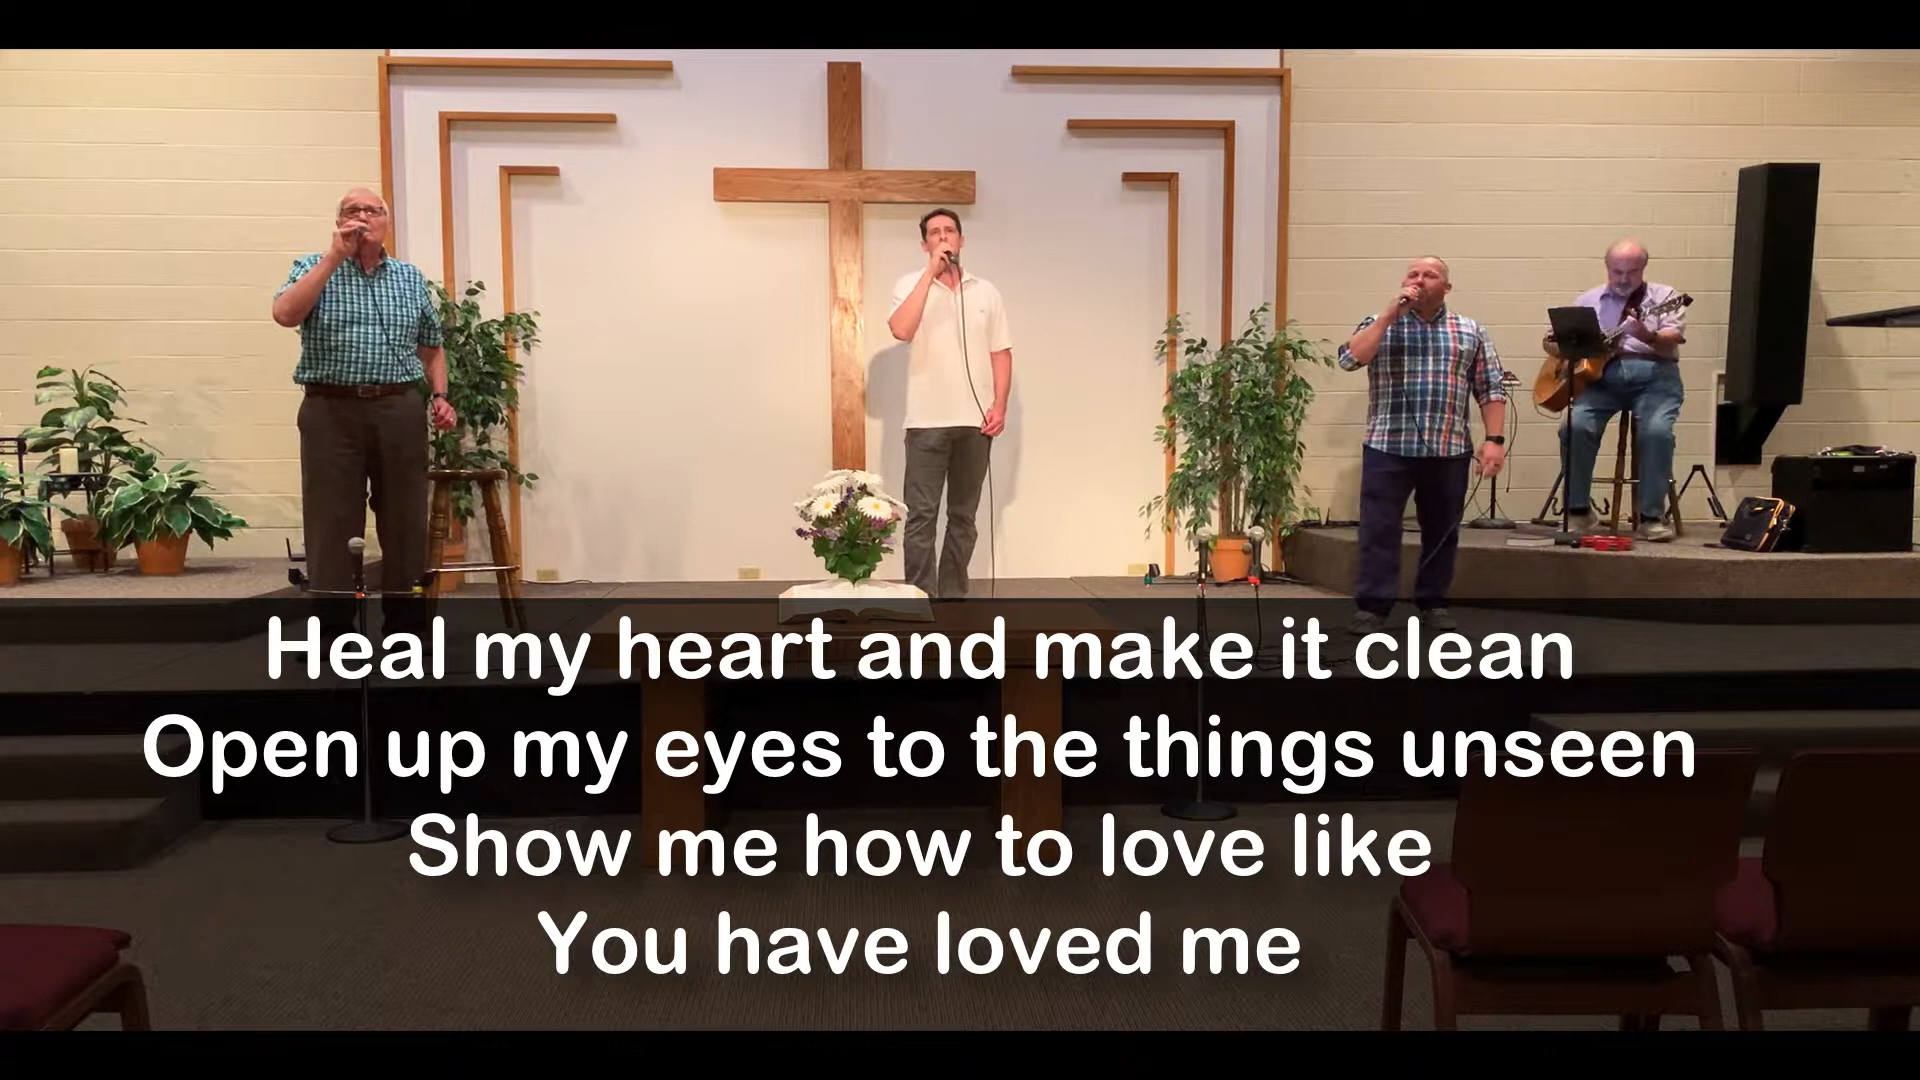 Heal my heart and make it clean
Open up my eyes to the things unseen
Show me how to love like
You have loved me